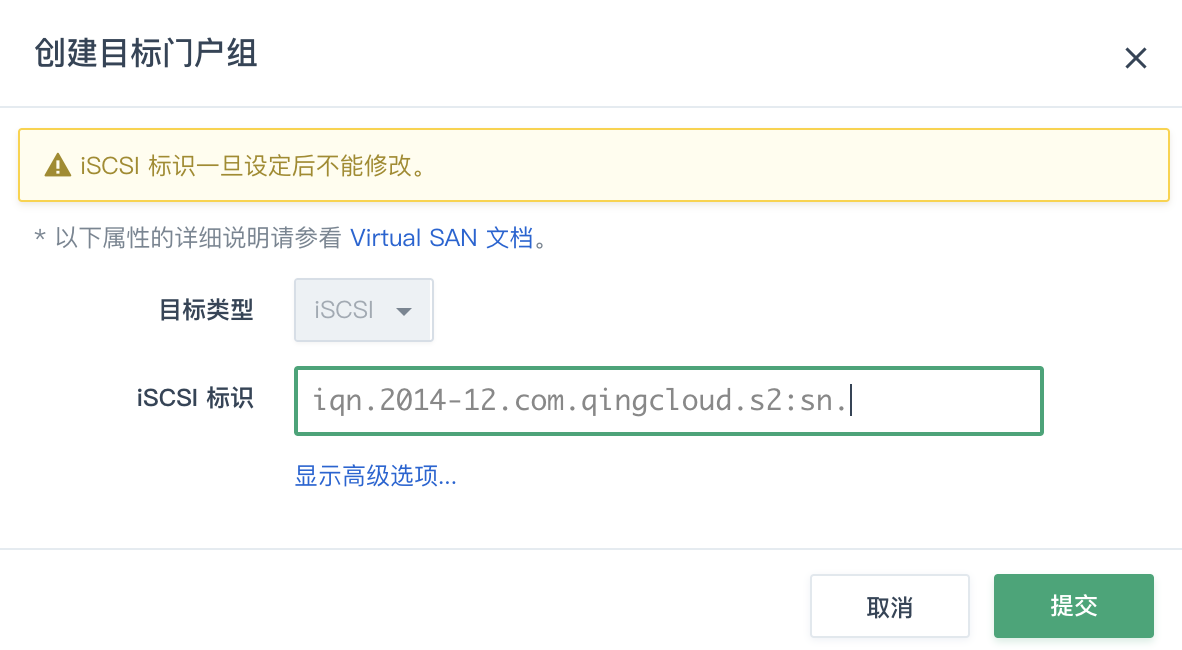 创建目标门户组
iSCSI 标识一旦设定后不能修改。
* 以下属性的详细说明请参看 Virtual SAN 文档。
目标类型 iSCSI
iSCSI 标识 iqn.2014-12.com.qingcloud.s2:sn.
显示高级选项...
取消 提交